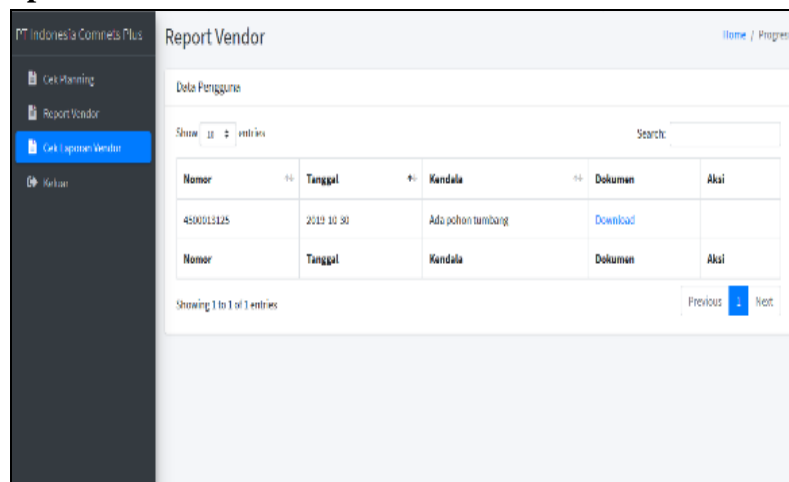 PT Indonesia Comnets Plus
Report Vendor
Home / Progres
Cek Planning
Report Vendor
Cek Laporan Vendor
Keluar
Data Pengguna
Show 10 entries
Search:
Nomor Tanggal Kendala Dokumen Aksi
4500013125 2019-10-30 Ada pohon tumbang Download
Nomor Tanggal Kendala Dokumen Aksi
Showing 1 to 1 of 1 entries
Previous 1 Next